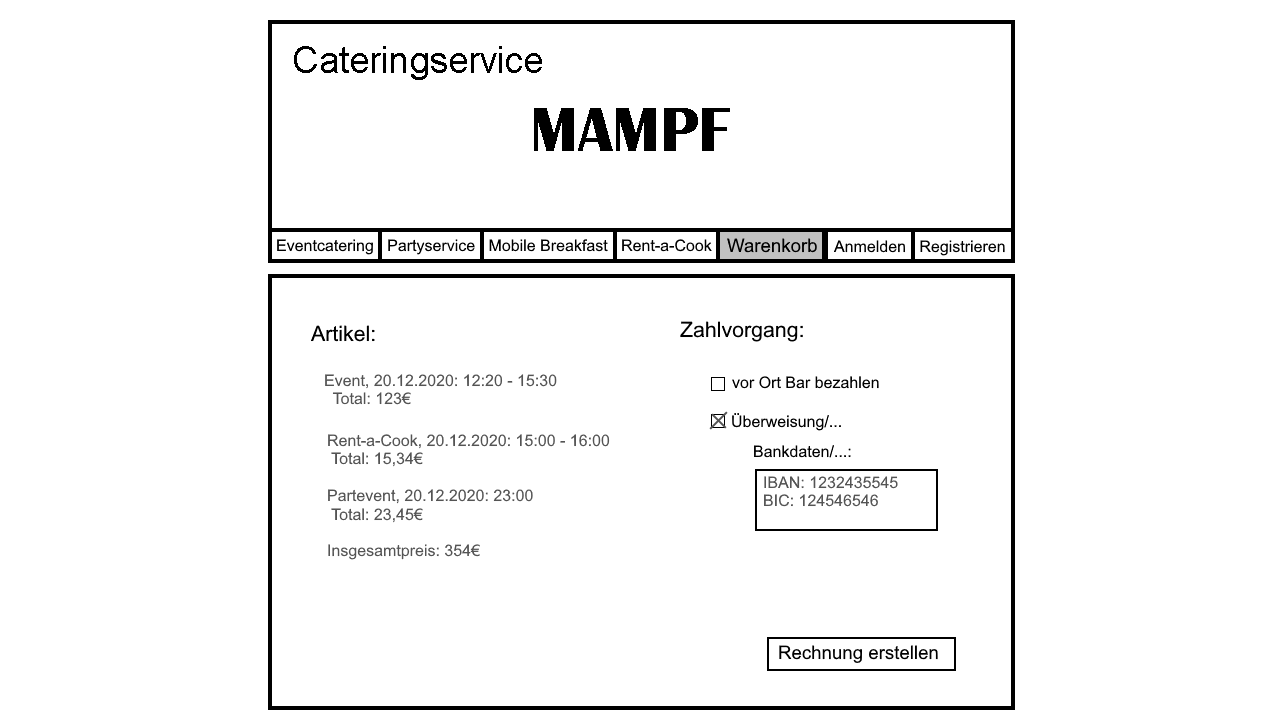 Cateringservice
MAMPF
Eventcatering Partyservice Mobile Breakfast Rent-a-Cook Warenkorb Anmelden Registrieren
Artikel:
Event, 20.12.2020: 12:20 - 15:30
Total: 123€
Rent-a-Cook, 20.12.2020: 15:00 - 16:00
Total: 15,34€
Partevent, 20.12.2020: 23:00
Total: 23,45€
Insgesamtpreis: 354€
Zahlvorgang:
vor Ort Bar bezahlen
Überweisung/...
Bankdaten/...:
IBAN: 1232435545
BIC: 124546546
Rechnung erstellen